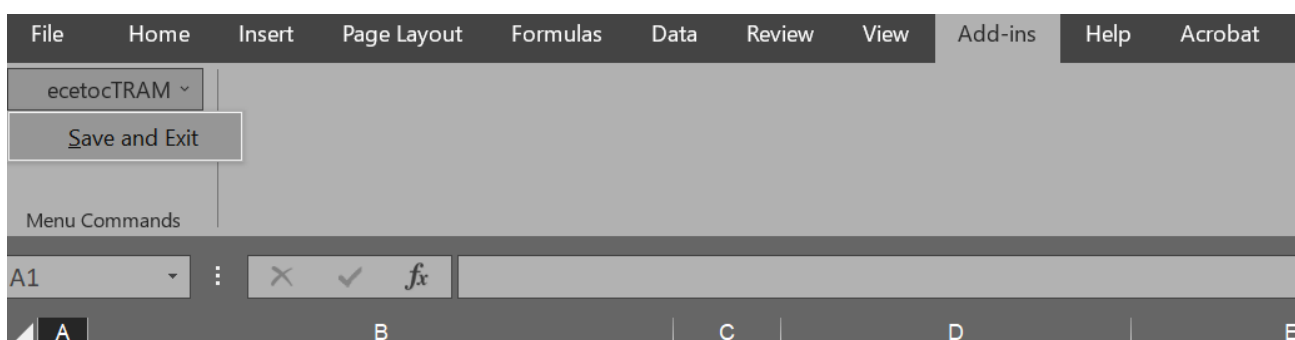 File Home Insert Page Layout Formulas Data Review View Add-ins Help Acrobat
ecetocTRAM
Save and Exit
Menu Commands
A1 fx
A B C D E